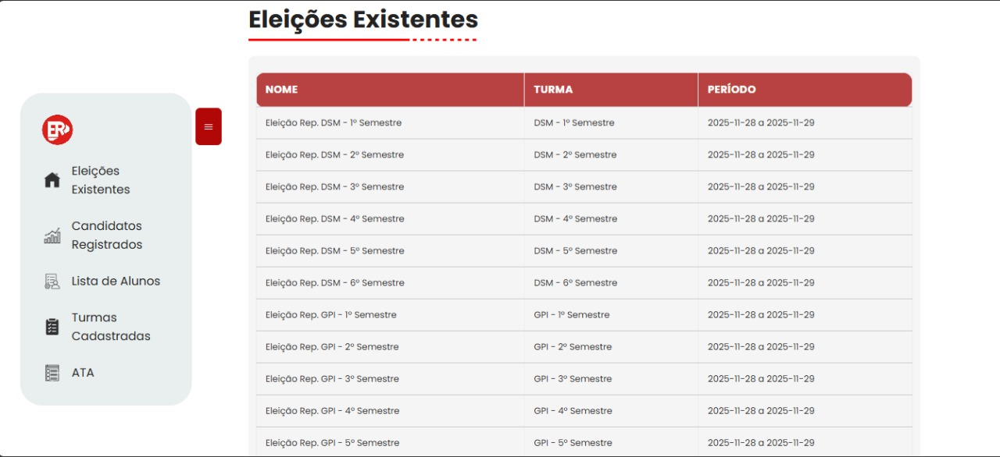 Eleições Existentes
ER
Eleições
Existentes
Candidatos
Registrados
Lista de Alunos
Turmas
Cadastradas
ATA
NOME TURMA PERÍODO
Eleição Rep. DSM - 1º Semestre DSM - 1º Semestre 2025-11-28 a 2025-11-29
Eleição Rep. DSM - 2º Semestre DSM - 2º Semestre 2025-11-28 a 2025-11-29
Eleição Rep. DSM - 3º Semestre DSM - 3º Semestre 2025-11-28 a 2025-11-29
Eleição Rep. DSM - 4º Semestre DSM - 4º Semestre 2025-11-28 a 2025-11-29
Eleição Rep. DSM - 5º Semestre DSM - 5º Semestre 2025-11-28 a 2025-11-29
Eleição Rep. DSM - 6º Semestre DSM - 6º Semestre 2025-11-28 a 2025-11-29
Eleição Rep. GPI - 1º Semestre GPI - 1º Semestre 2025-11-28 a 2025-11-29
Eleição Rep. GPI - 2º Semestre GPI - 2º Semestre 2025-11-28 a 2025-11-29
Eleição Rep. GPI - 3º Semestre GPI - 3º Semestre 2025-11-28 a 2025-11-29
Eleição Rep. GPI - 4º Semestre GPI - 4º Semestre 2025-11-28 a 2025-11-29
Eleição Rep. GPI - 5º Semestre GPI - 5º Semestre 2025-11-28 a 2025-11-29